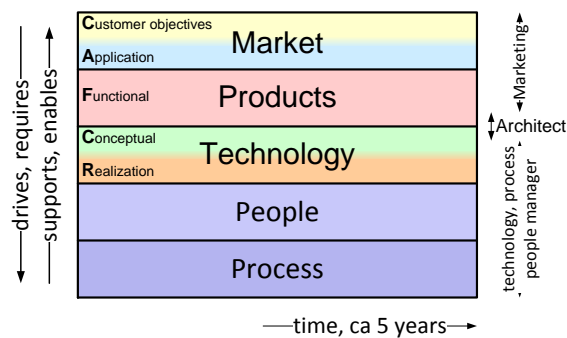 Customer objectives
Market
Application
Functional
Products
Conceptual
Technology
Realization
People
Process
drives, requires
supports, enables
Marketing
Architect
technology, process
people manager
time, ca 5 years